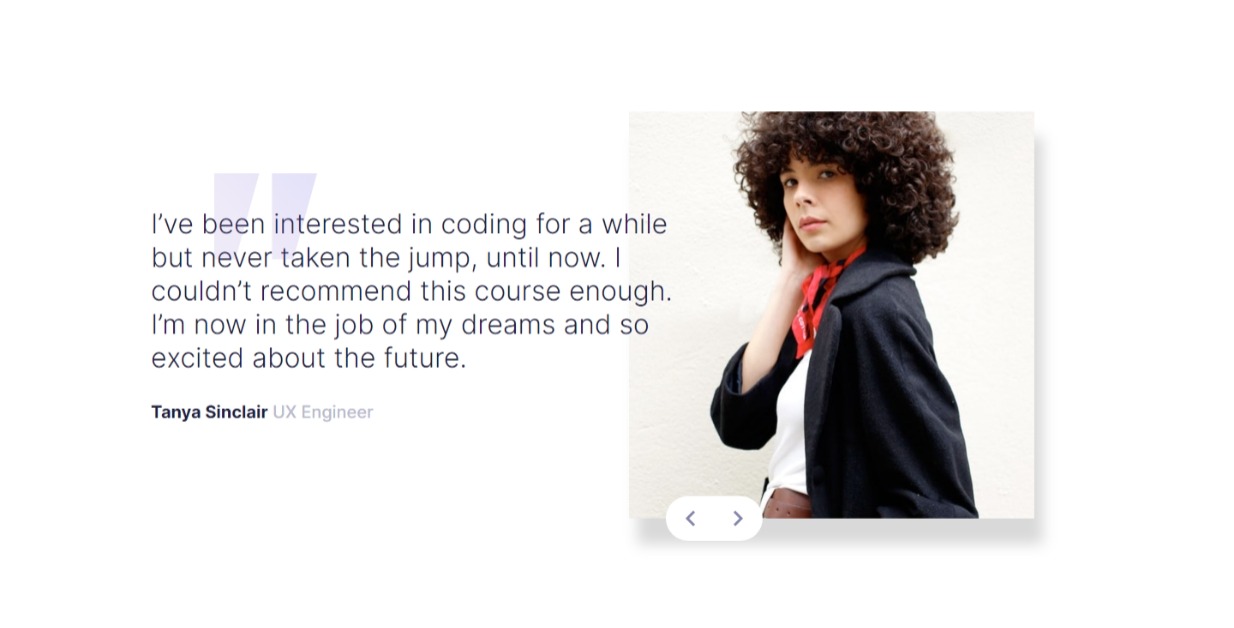 I’ve been interested in coding for a while
but never taken the jump, until now. I
couldn’t recommend this course enough.
I’m now in the job of my dreams and so
excited about the future.
Tanya Sinclair UX Engineer